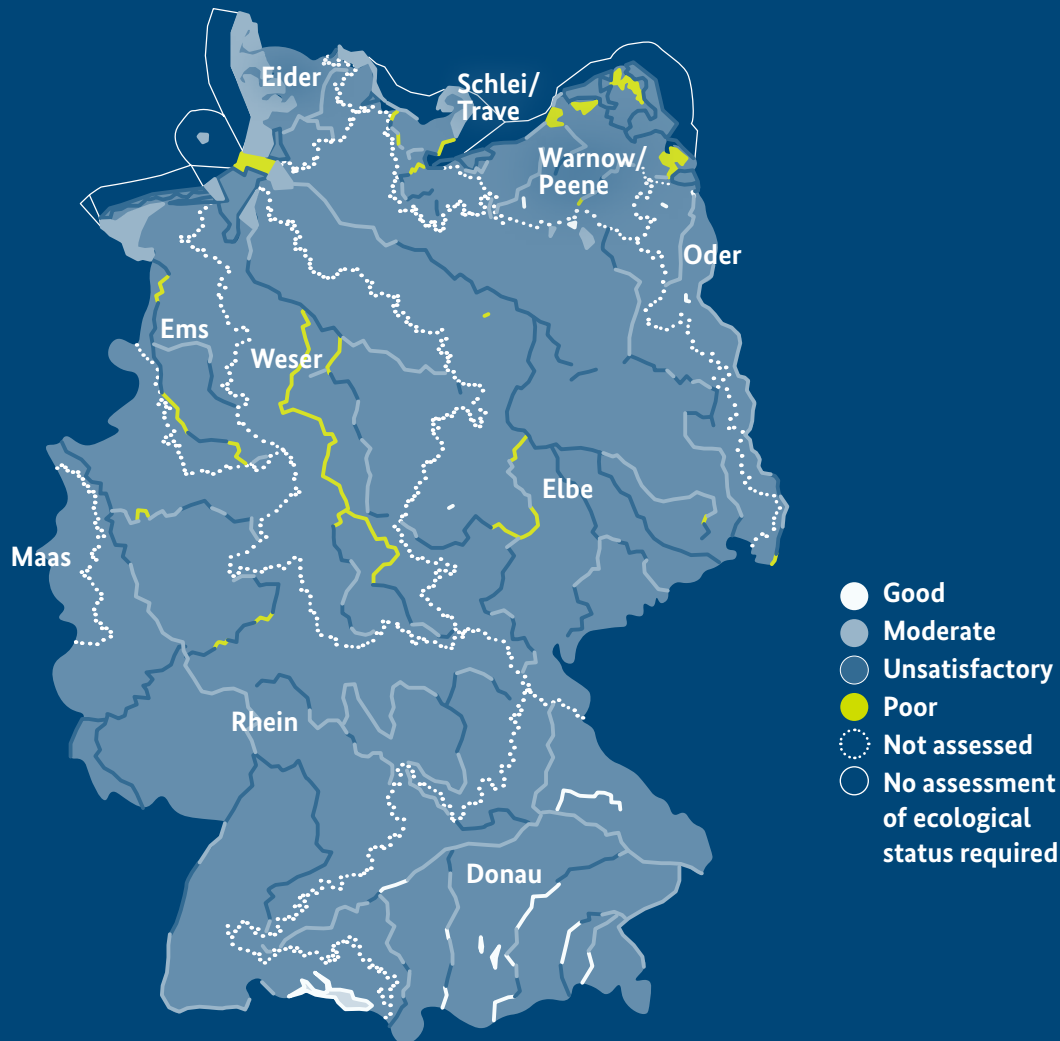 Eider
Schlei/
Trave
Warnow/
Peene
Oder
Ems
Weser
Elbe
Maas
Rhein
Donau
Good
Moderate
Unsatisfactory
Poor
Not assessed
No assessment
of ecological
status required